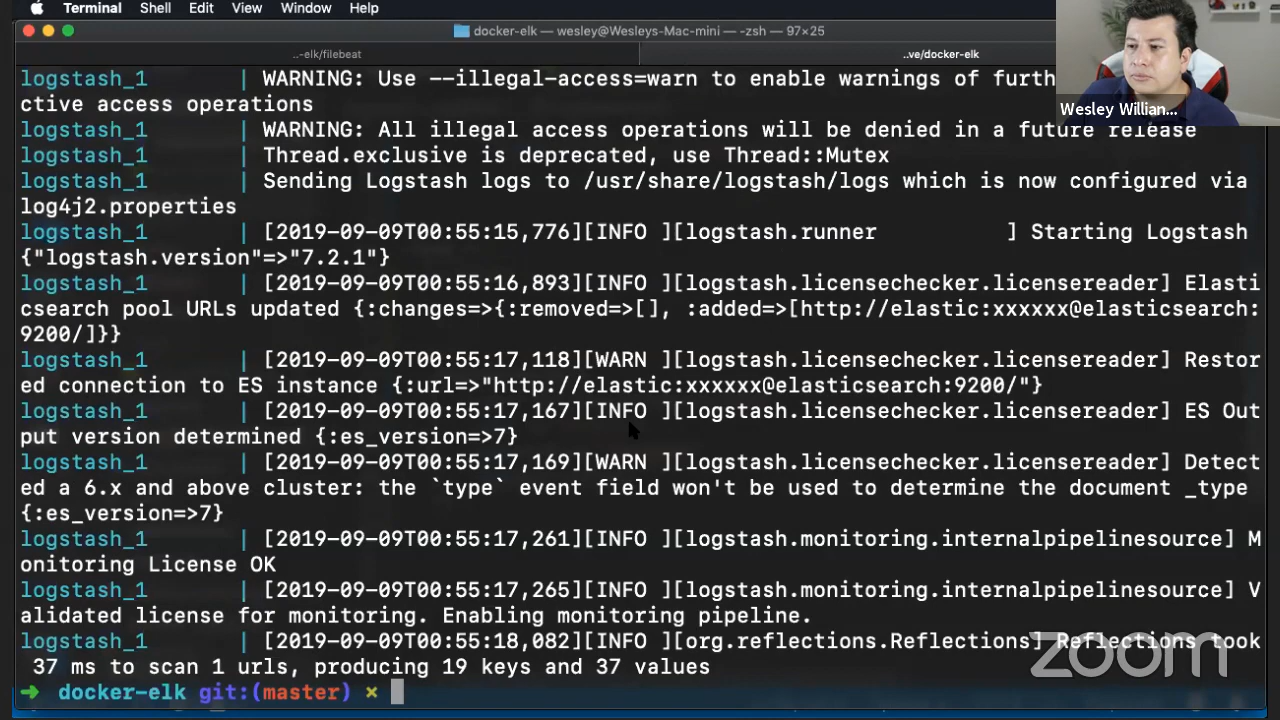 Terminal Shell Edit View Window Help
docker-elk — wesley@Wesleys-Mac-mini — -zsh — 97×25
..-elk/filebeat ..ve/docker-elk
logstash_1 | WARNING: Use --illegal-access=warn to enable warnings of furth
ctive access operations
Wesley Willian...
logstash_1 | WARNING: All illegal access operations will be denied in a future release
logstash_1 | Thread.exclusive is deprecated, use Thread::Mutex
logstash_1 | Sending Logstash logs to /usr/share/logstash/logs which is now configured via
log4j2.properties
logstash_1 | [2019-09-09T00:55:15,776][INFO ][logstash.runner ] Starting Logstash
{"logstash.version"=>"7.2.1"}
logstash_1 | [2019-09-09T00:55:16,893][INFO ][logstash.licensechecker.licensereader] Elasti
csearch pool URLs updated {:changes=>{:removed=>[], :added=>[http://elastic:xxxxxx@elasticsearch:
9200/]}}
logstash_1 | [2019-09-09T00:55:17,118][WARN ][logstash.licensechecker.licensereader] Restor
ed connection to ES instance {:url=>"http://elastic:xxxxxx@elasticsearch:9200/"}
logstash_1 | [2019-09-09T00:55:17,167][INFO ][logstash.licensechecker.licensereader] ES Out
put version determined {:es_version=>7}
logstash_1 | [2019-09-09T00:55:17,169][WARN ][logstash.licensechecker.licensereader] Detect
ed a 6.x and above cluster: the `type` event field won't be used to determine the document _type
{:es_version=>7}
logstash_1 | [2019-09-09T00:55:17,261][INFO ][logstash.monitoring.internalpipelinesource] M
onitoring License OK
logstash_1 | [2019-09-09T00:55:17,265][INFO ][logstash.monitoring.internalpipelinesource] V
alidated license for monitoring. Enabling monitoring pipeline.
logstash_1 | [2019-09-09T00:55:18,082][INFO ][org.reflections.Reflections] Reflections took
37 ms to scan 1 urls, producing 19 keys and 37 values
zoom
➜ docker-elk git:(master) ×